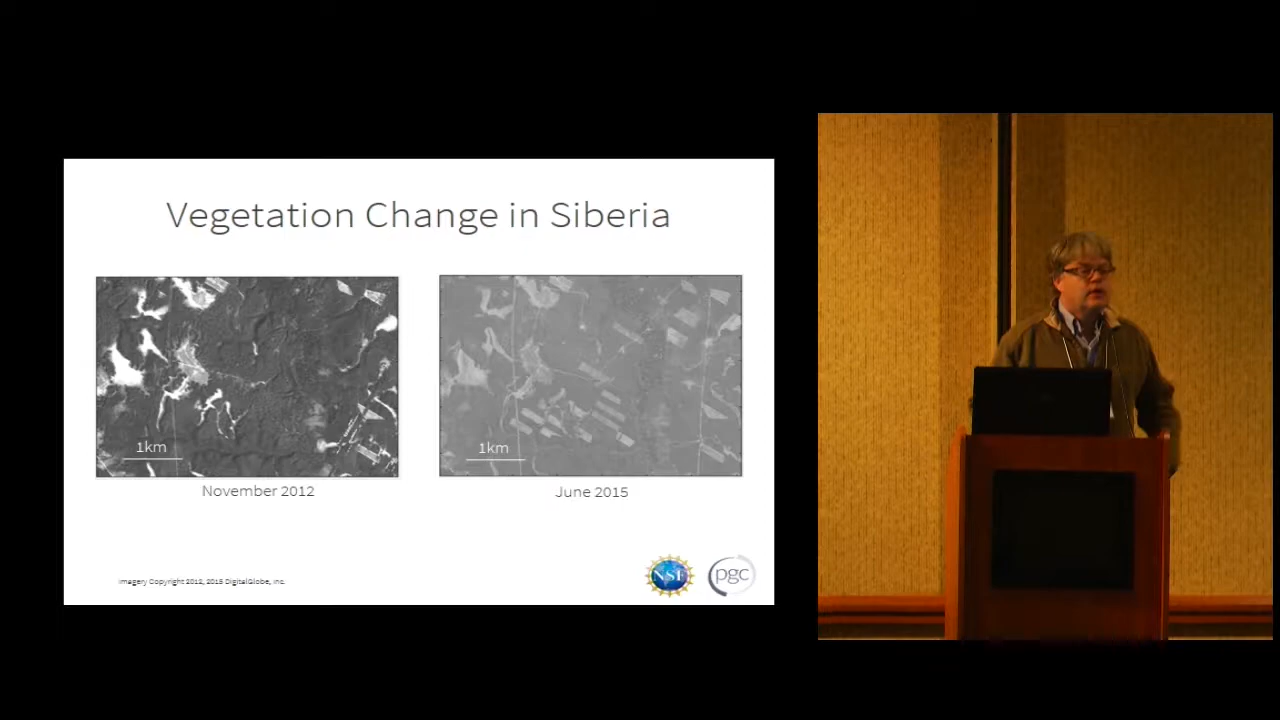 Vegetation Change in Siberia
1km
1km
November 2012
June 2015
Imagery Copyright 2012, 2015 DigitalGlobe, Inc.
NSF
pgc